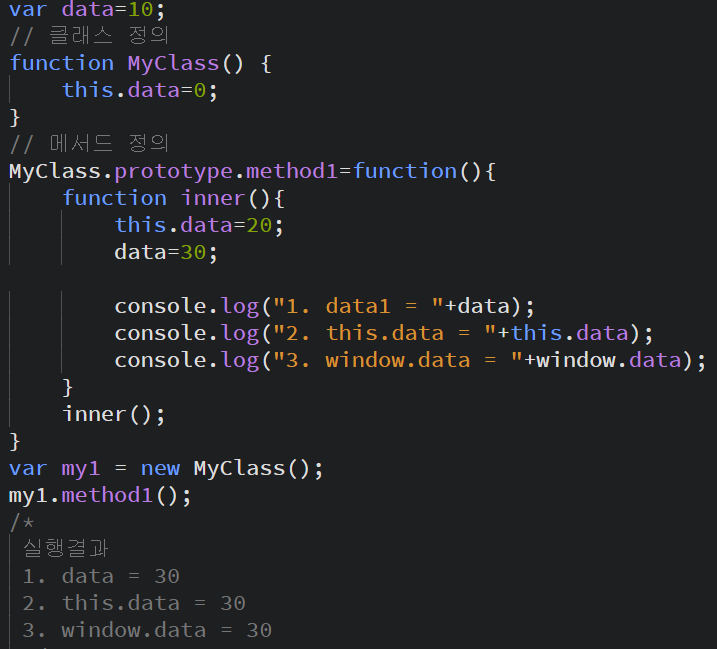 var data=10;
// 클래스 정의
function MyClass() {
    this.data=0;
}
// 메서드 정의
MyClass.prototype.method1=function(){
    function inner(){
        this.data=20;
        data=30;

        console.log("1. data1 = "+data);
        console.log("2. this.data = "+this.data);
        console.log("3. window.data = "+window.data);
    }
    inner();
}
var my1 = new MyClass();
my1.method1();
/*
 실행결과
 1. data = 30
 2. this.data = 30
 3. window.data = 30